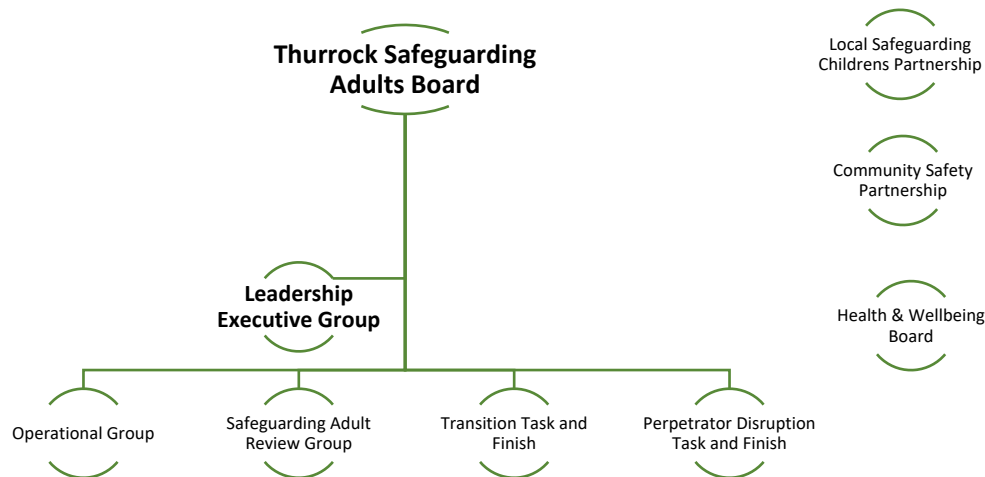 Thurrock Safeguarding
Adults Board
Local Safeguarding
Childrens Partnership
Community Safety
Partnership
Leadership
Executive Group
Health & Wellbeing
Board
Operational Group
Safeguarding Adult
Review Group
Transition Task and
Finish
Perpetrator Disruption
Task and Finish